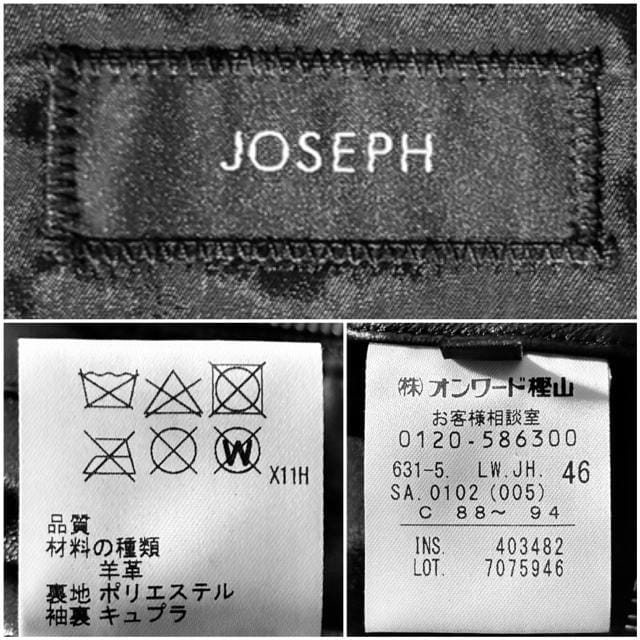 JOSEPH
W
X11H
品質
材料の種類
羊革
裏地 ポリエステル
袖裏 キュプラ
㈱ オンワード樫山
お客様相談室
0120-586300
631-5. LW.JH. 46
SA.0102 (005)
C 88～ 94
INS. 403482
LOT. 7075946